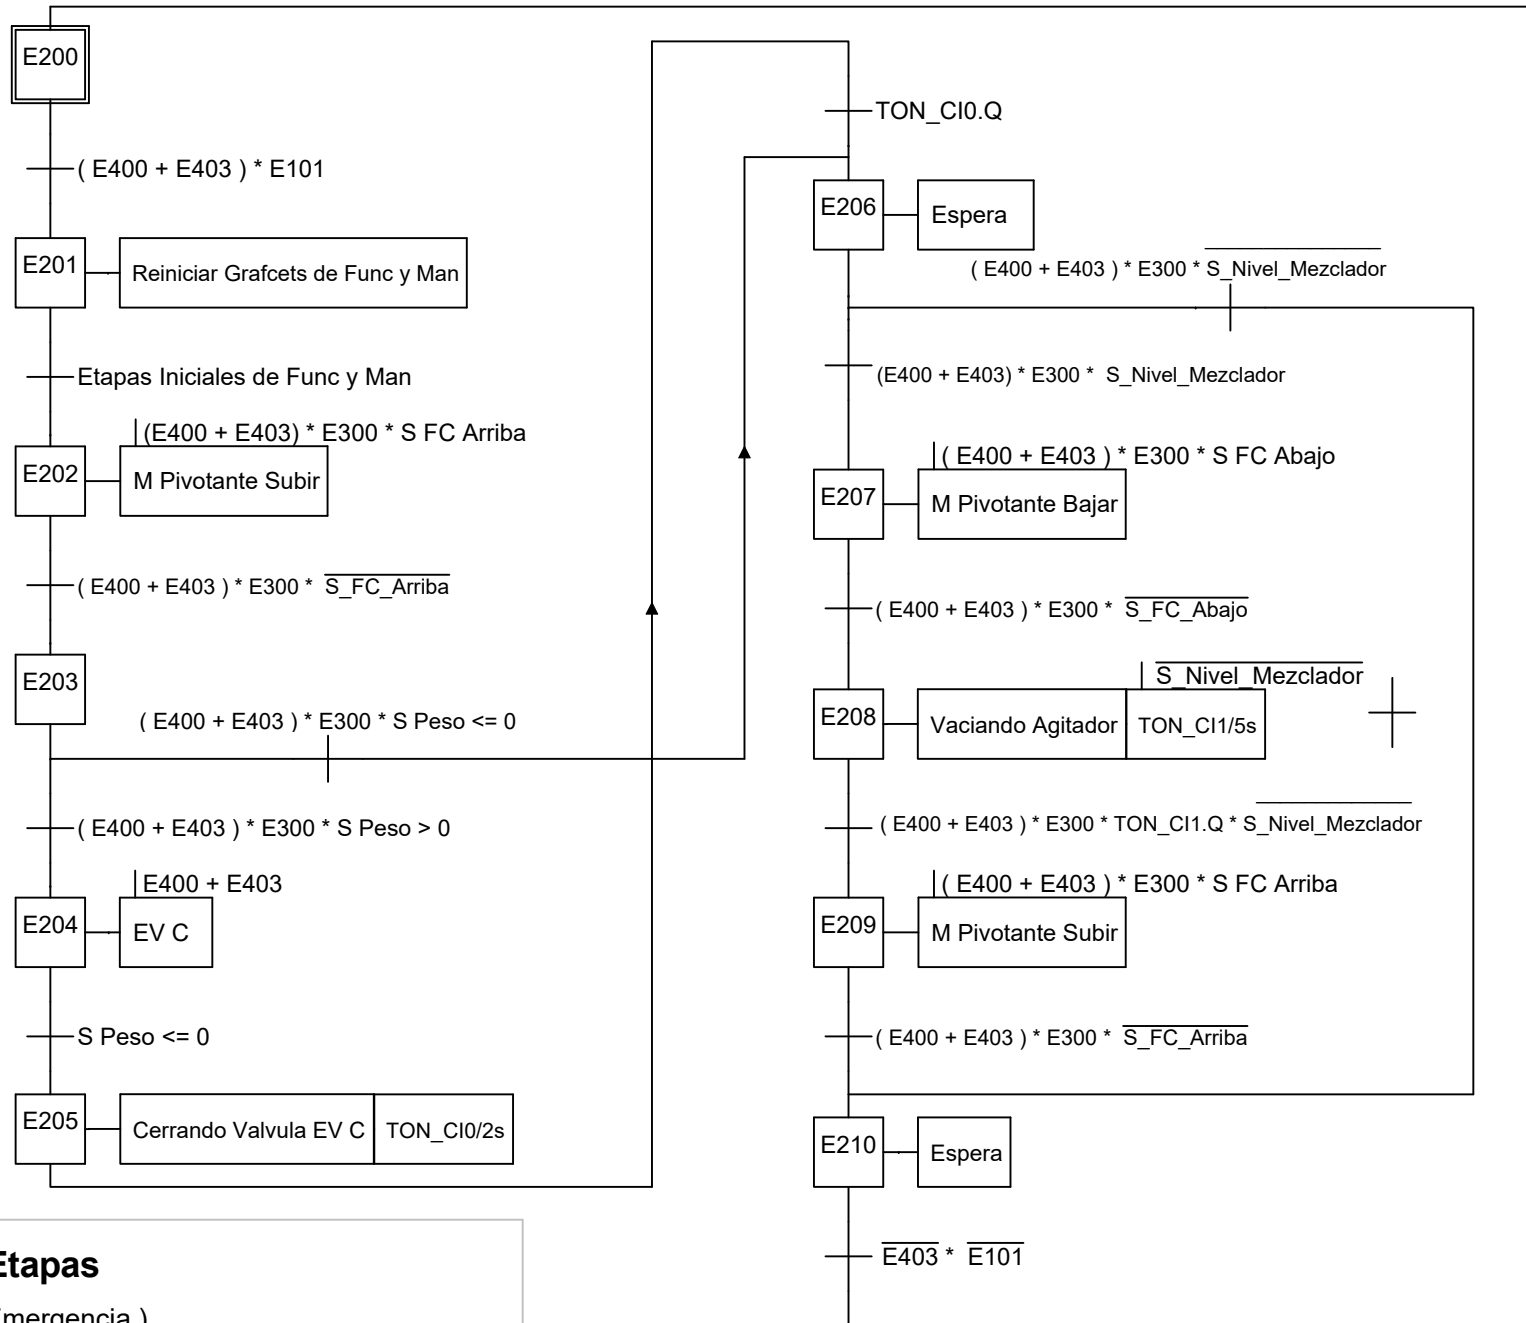 E200
( E400 + E403 ) * E101
E201
Reiniciar Grafcets de Func y Man
Etapas Iniciales de Func y Man
(E400 + E403) * E300 * S FC Arriba
E202
M Pivotante Subir
( E400 + E403 ) * E300 * S_FC_Arriba
E203
( E400 + E403 ) * E300 * S Peso <= 0
( E400 + E403 ) * E300 * S Peso > 0
E400 + E403
E204
EV C
S Peso <= 0
E205
Cerrando Valvula EV C
TON_CI0/2s
TON_CI0.Q
E206
Espera
( E400 + E403 ) * E300 * S_Nivel_Mezclador
(E400 + E403) * E300 * S_Nivel_Mezclador
( E400 + E403 ) * E300 * S FC Abajo
E207
M Pivotante Bajar
( E400 + E403 ) * E300 * S_FC_Abajo
S_Nivel_Mezclador
E208
Vaciando Agitador
TON_CI1/5s
( E400 + E403 ) * E300 * TON_CI1.Q * S_Nivel_Mezclador
( E400 + E403 ) * E300 * S FC Arriba
E209
M Pivotante Subir
( E400 + E403 ) * E300 * S_FC_Arriba
E210
Espera
E403 * E101
Etapas
mergencia )